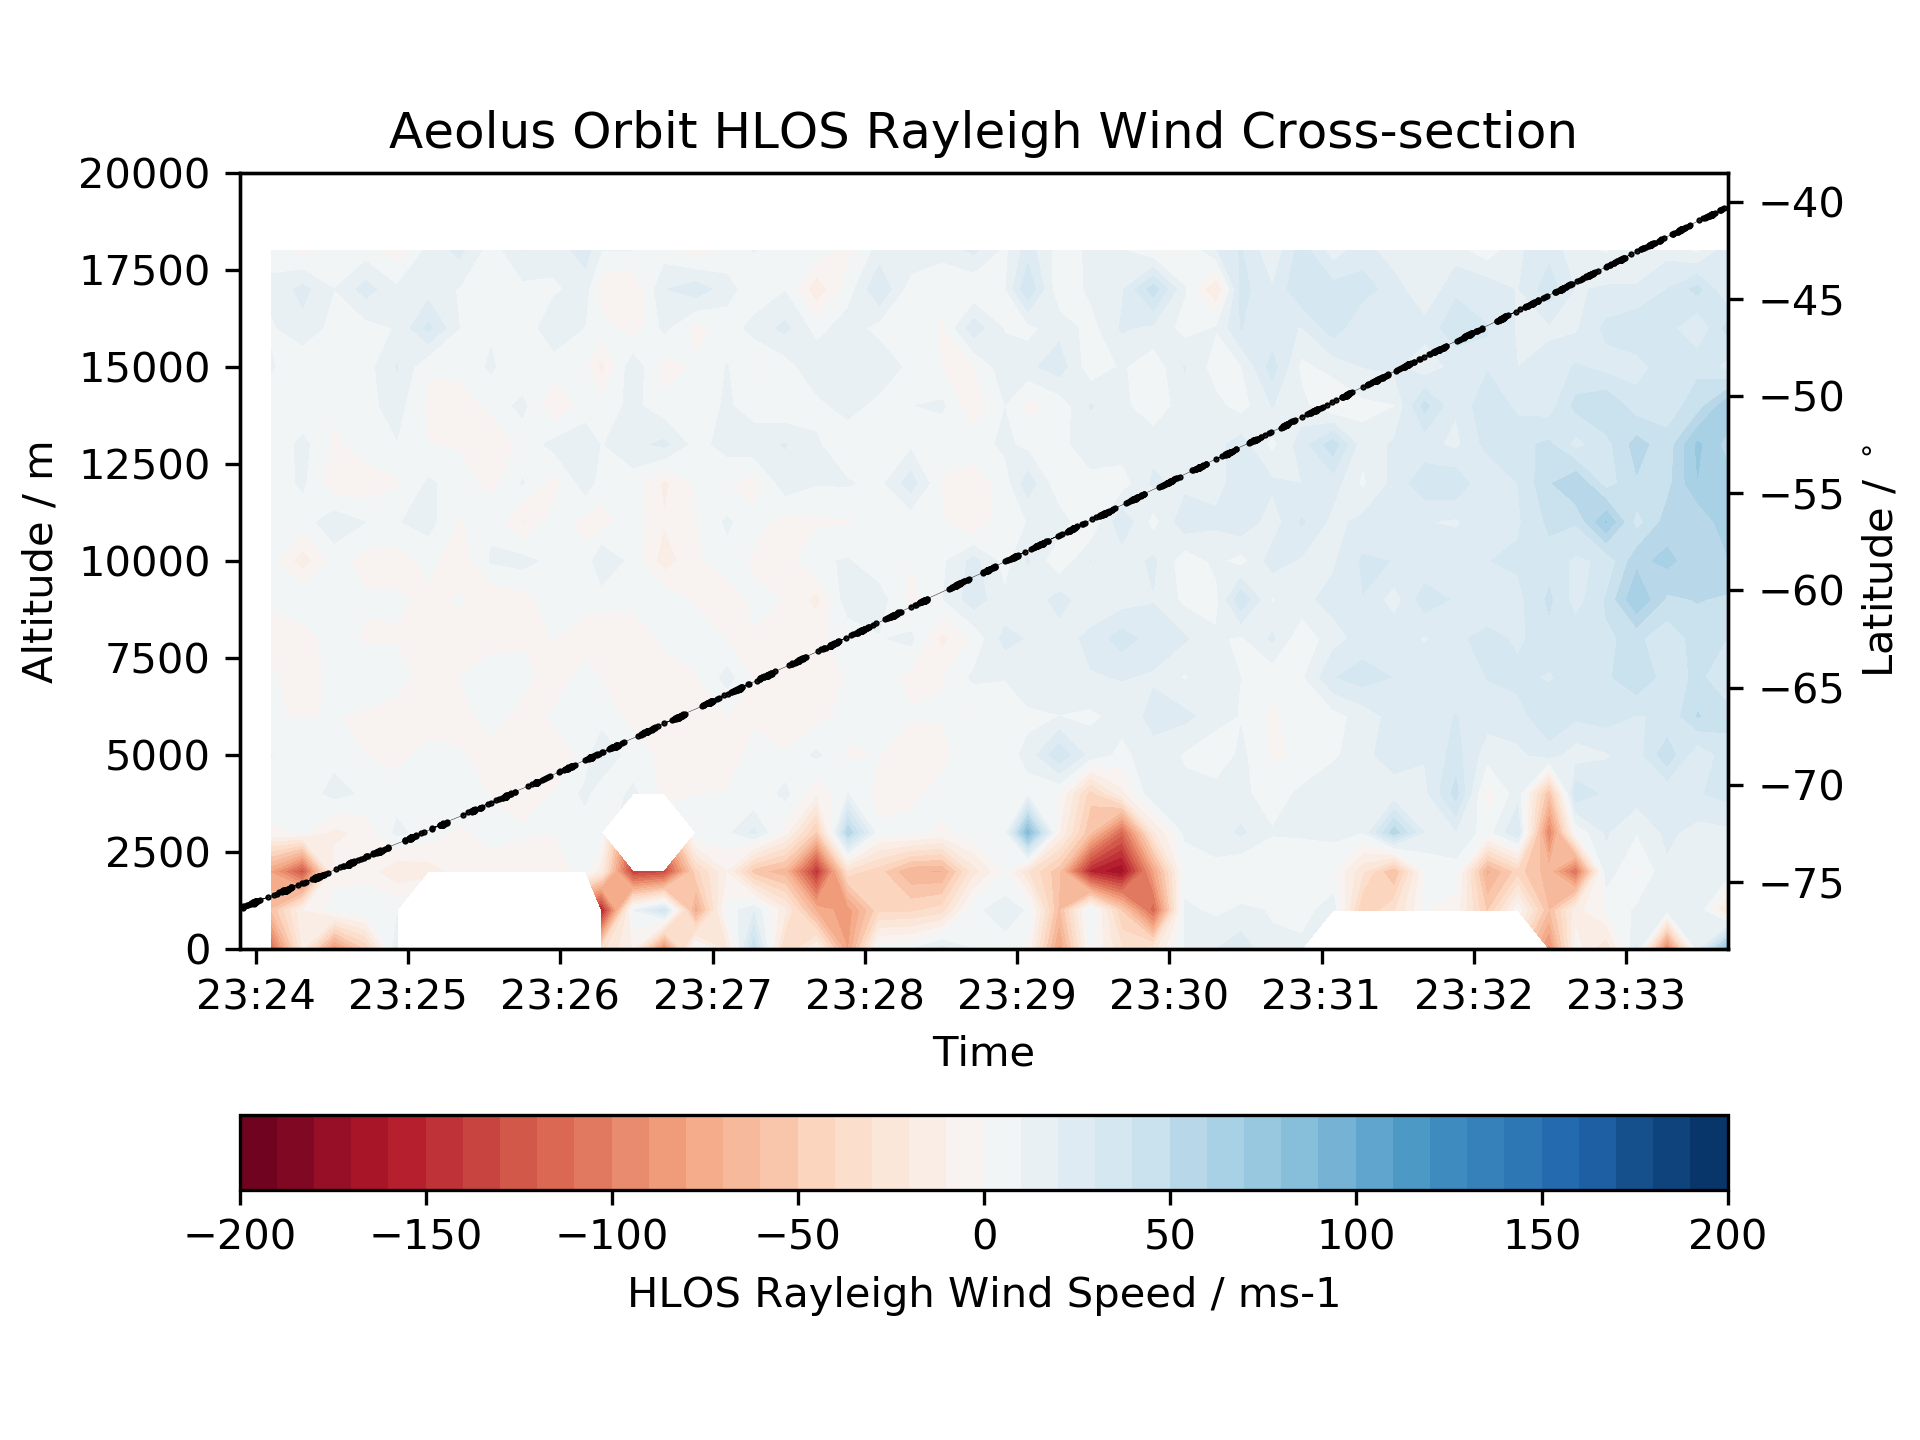 Aeolus Orbit HLOS Rayleigh Wind Cross-section
20000
17500
15000
12500
10000
7500
5000
2500
0
Altitude / m
−40
−45
−50
−55
−60
−65
−70
−75
Latitude / °
23:24 23:25 23:26 23:27 23:28 23:29 23:30 23:31 23:32 23:33
Time
−200 −150 −100 −50 0 50 100 150 200
HLOS Rayleigh Wind Speed / ms-1